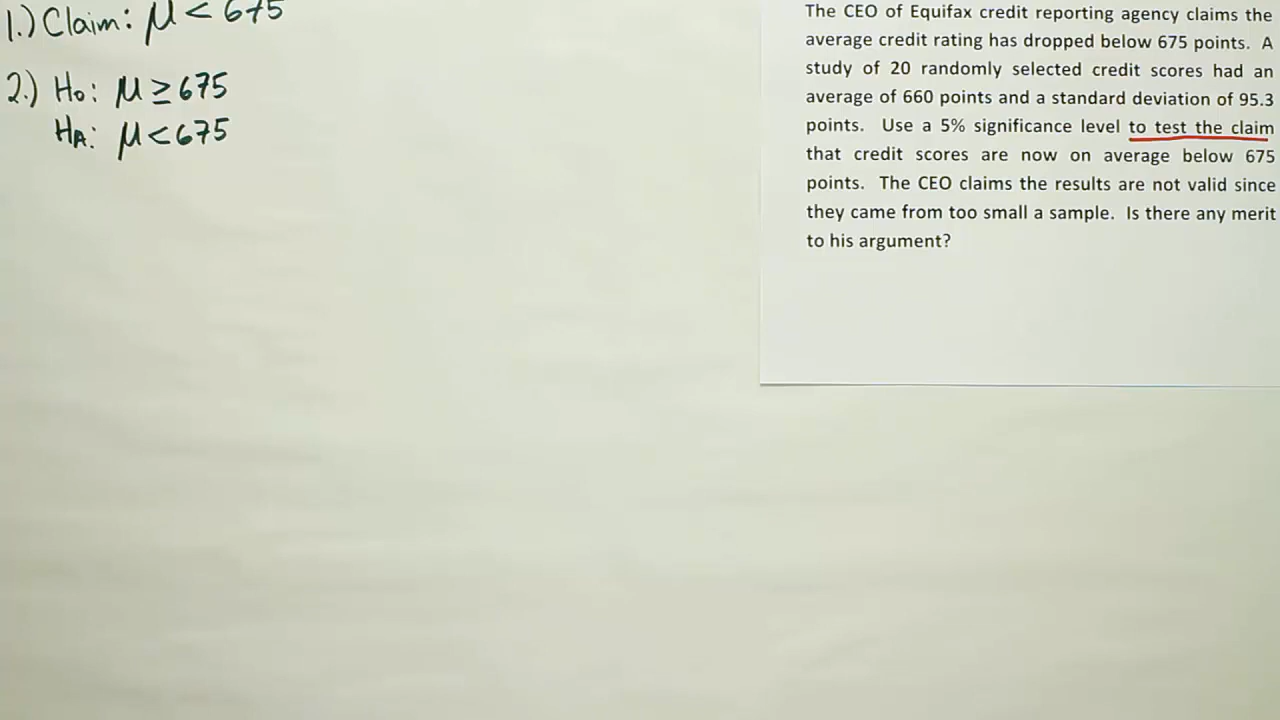 1.) Claim: μ < 675
2.) H₀: μ ≥ 675
Hᴀ: μ < 675
The CEO of Equifax credit reporting agency claims the
average credit rating has dropped below 675 points. A
study of 20 randomly selected credit scores had an
average of 660 points and a standard deviation of 95.3
points. Use a 5% significance level to test the claim
that credit scores are now on average below 675
points. The CEO claims the results are not valid since
they came from too small a sample. Is there any merit
to his argument?